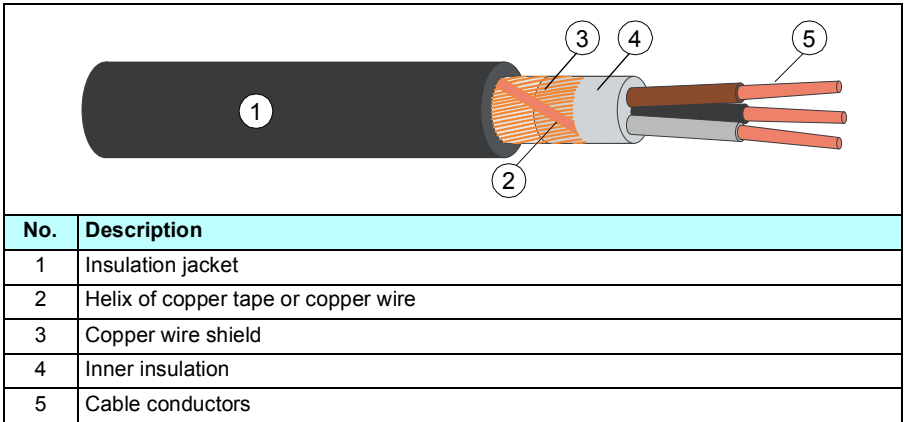 3 4 5
1
2
No. Description
1 Insulation jacket
2 Helix of copper tape or copper wire
3 Copper wire shield
4 Inner insulation
5 Cable conductors